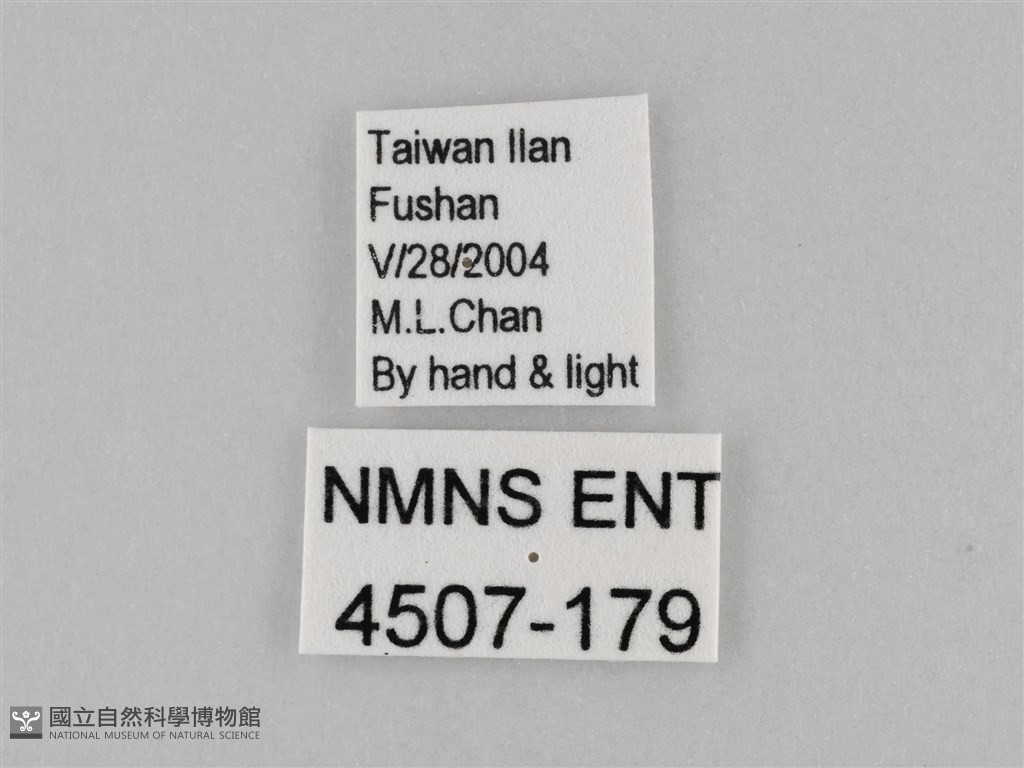 Taiwan Ilan
Fushan
V/28/2004
M.L.Chan
By hand & light
NMNS ENT
4507-179
國立自然科學博物館
NATIONAL MUSEUM OF NATURAL SCIENCE